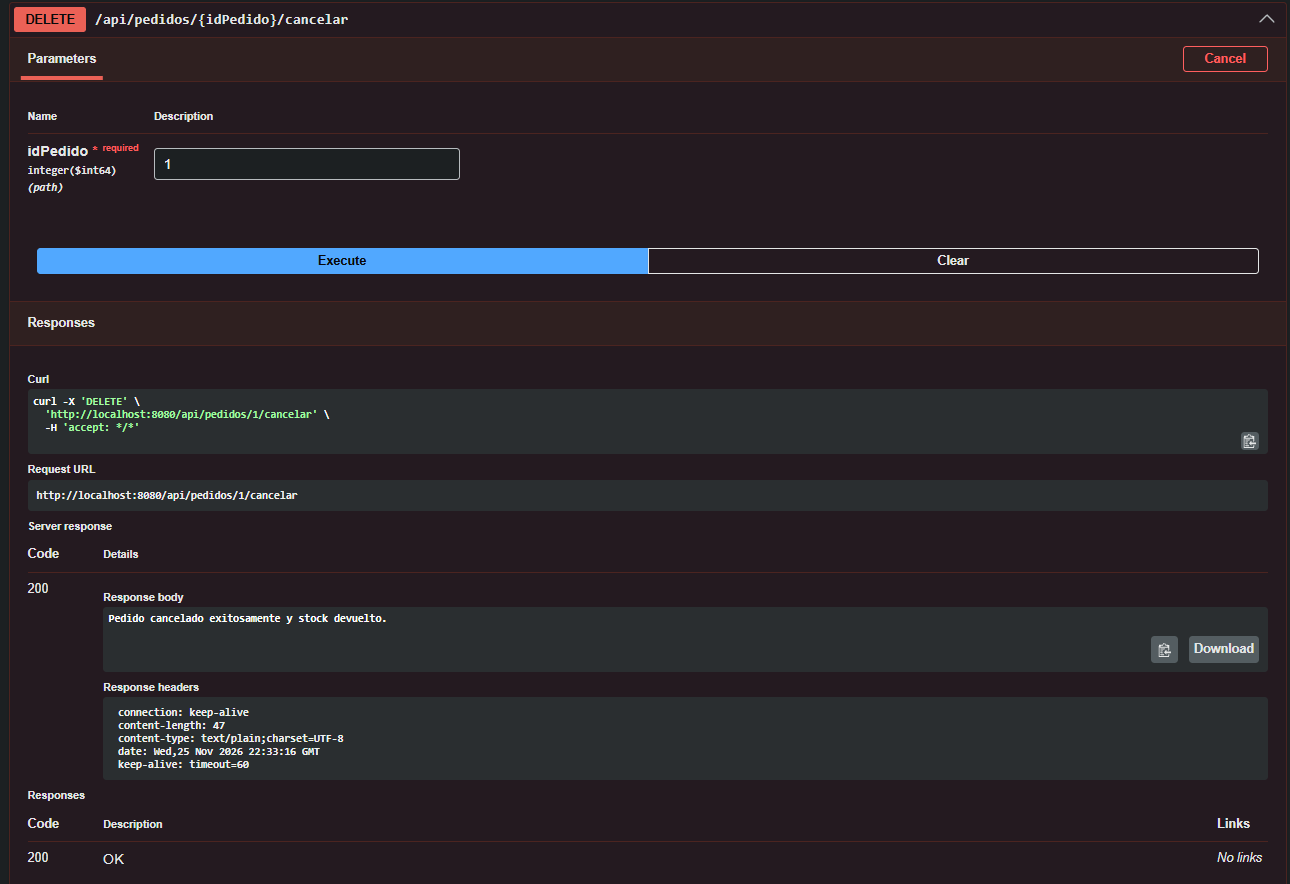 DELETE /api/pedidos/{idPedido}/cancelar
Parameters
Cancel
Name Description
idPedido * required
integer($int64)
(path)
1
Execute Clear
Responses
Curl
curl -X 'DELETE' \
'http://localhost:8080/api/pedidos/1/cancelar' \
-H 'accept: */*'
Request URL
http://localhost:8080/api/pedidos/1/cancelar
Server response
Code Details
200
Response body
Pedido cancelado exitosamente y stock devuelto.
Download
Response headers
connection: keep-alive
content-length: 47
content-type: text/plain;charset=UTF-8
date: Wed,25 Nov 2026 22:33:16 GMT
keep-alive: timeout=60
Responses
Code Description Links
200 OK No links